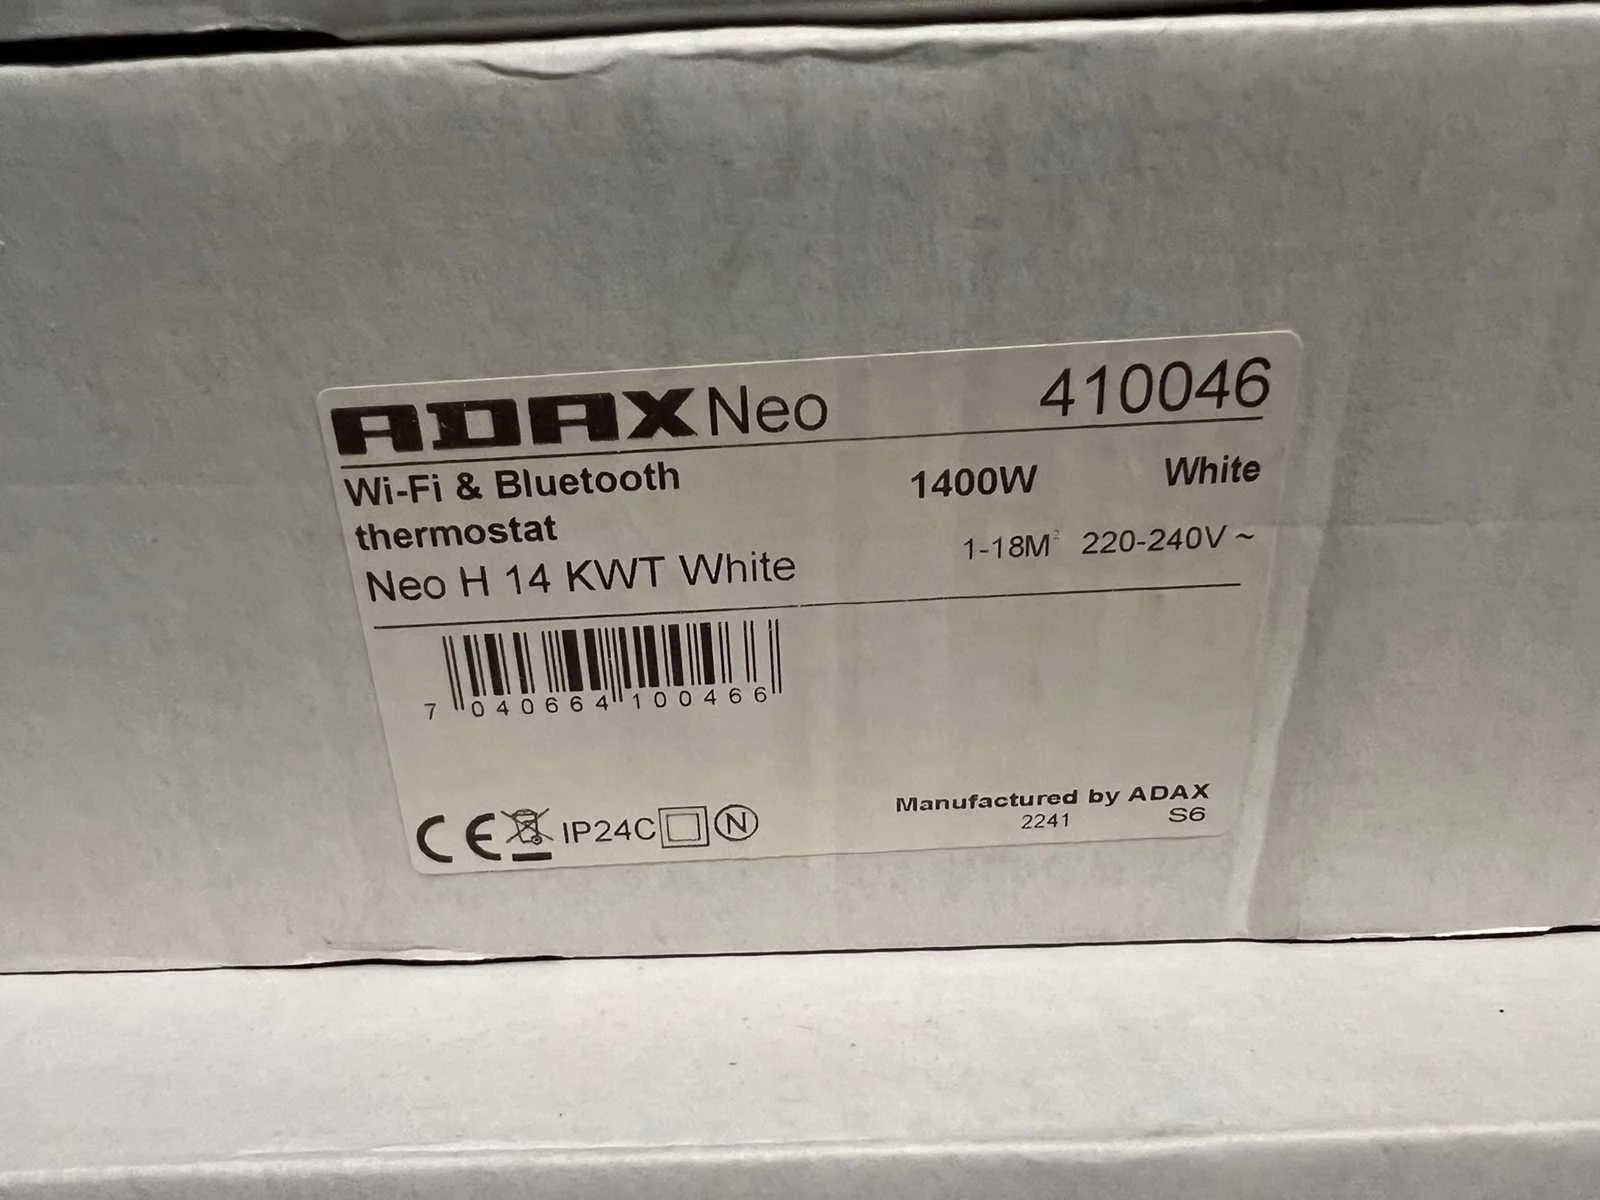 ADAX Neo 410046
Wi-Fi & Bluetooth 1400W White
thermostat
1-18M² 220-240V ~
Neo H 14 KWT White
7 040664 100466
CE IP24C N
Manufactured by ADAX
2241 S6